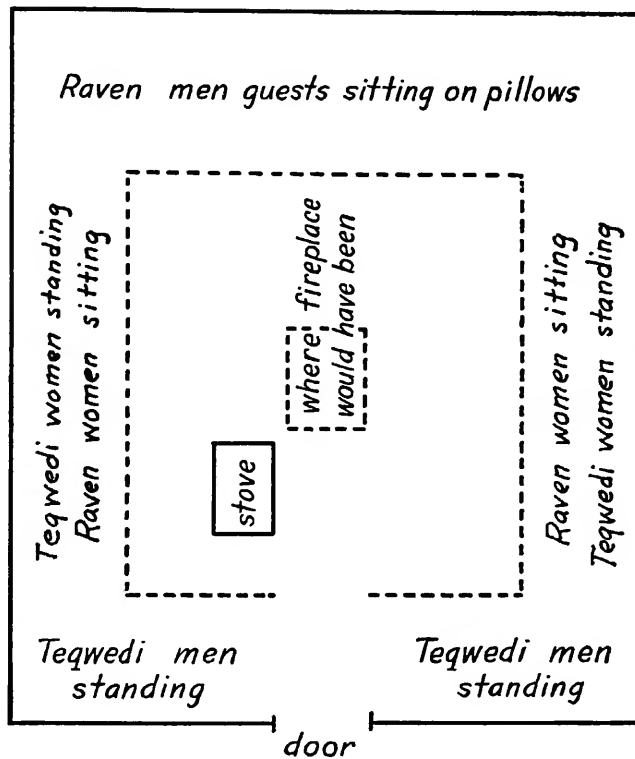 Raven men guests sitting on pillows
Teqwedi women standing
Raven women sitting
where fireplace
would have been
stove
Raven women sitting
Teqwedi women standing
Teqwedi men
standing
Teqwedi men
standing
door